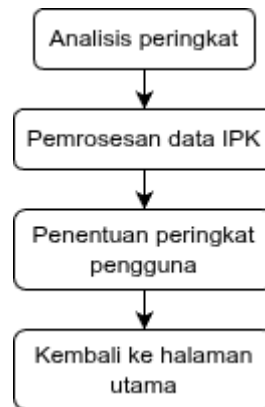 Analisis peringkat
Pemrosesan data IPK
Penentuan peringkat
pengguna
Kembali ke halaman
utama